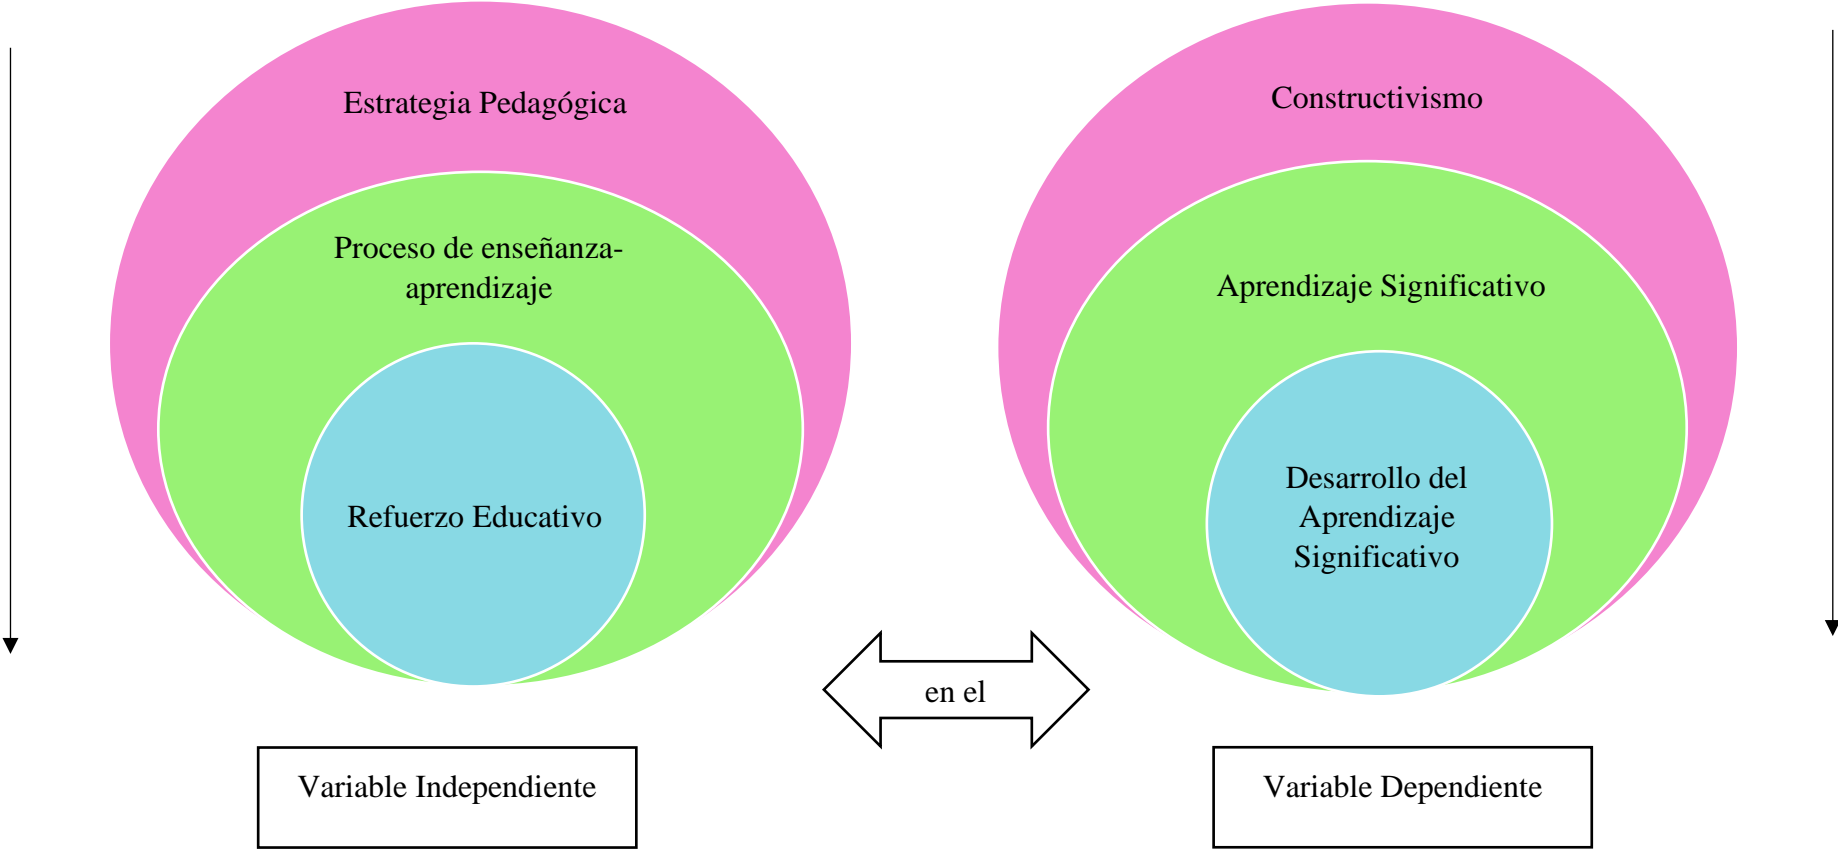 Estrategia Pedagógica
Proceso de enseñanza-
aprendizaje
Refuerzo Educativo
Constructivismo
Aprendizaje Significativo
Desarrollo del
Aprendizaje
Significativo
en el
Variable Independiente
Variable Dependiente